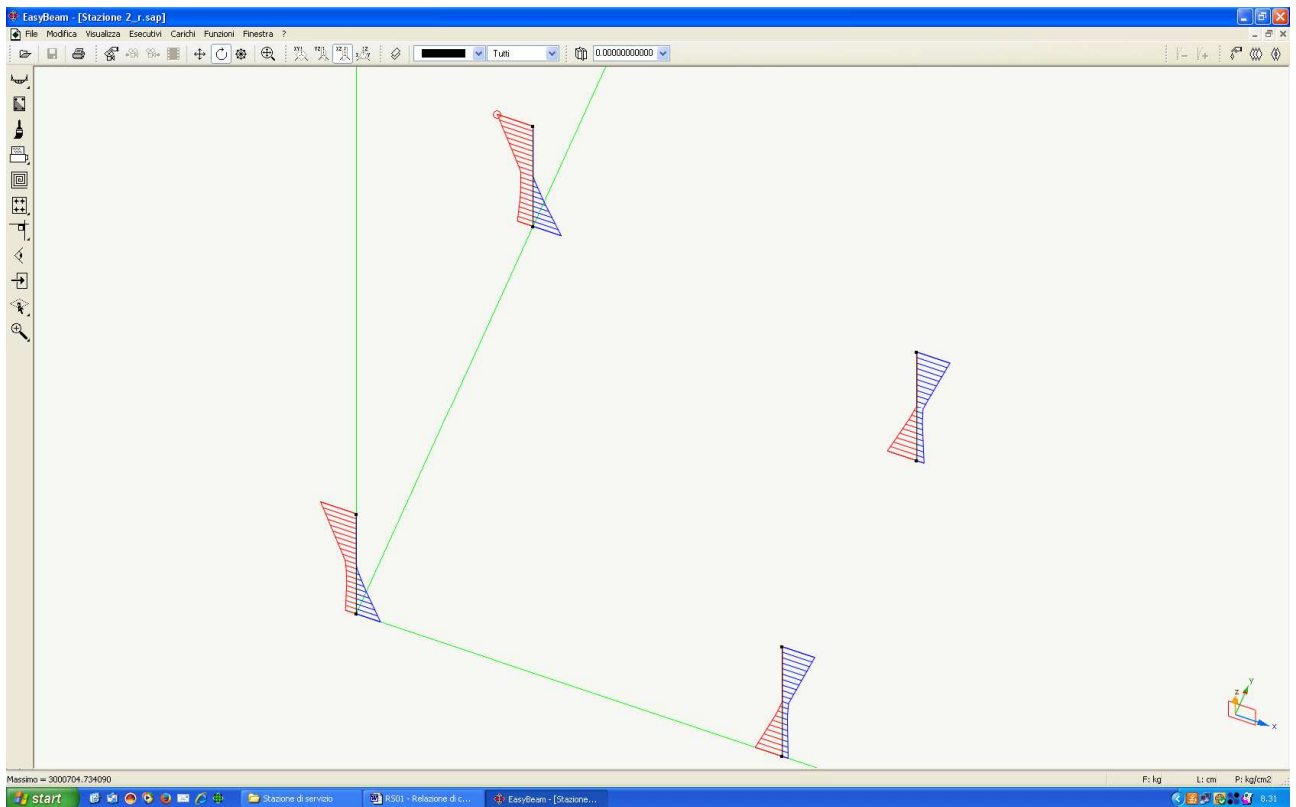 EasyBeam - [Stazione 2_r.sap]
File Modifica Visualizza Esecutivi Carichi Funzioni Finestra ?
Tutti 0.00000000000
z y
x
Massimo = 3000704.734090 F: kg L: cm P: kg/cm2
start Stazione di servizio RS01 - Relazione di c... EasyBeam - [Stazione... 8.31